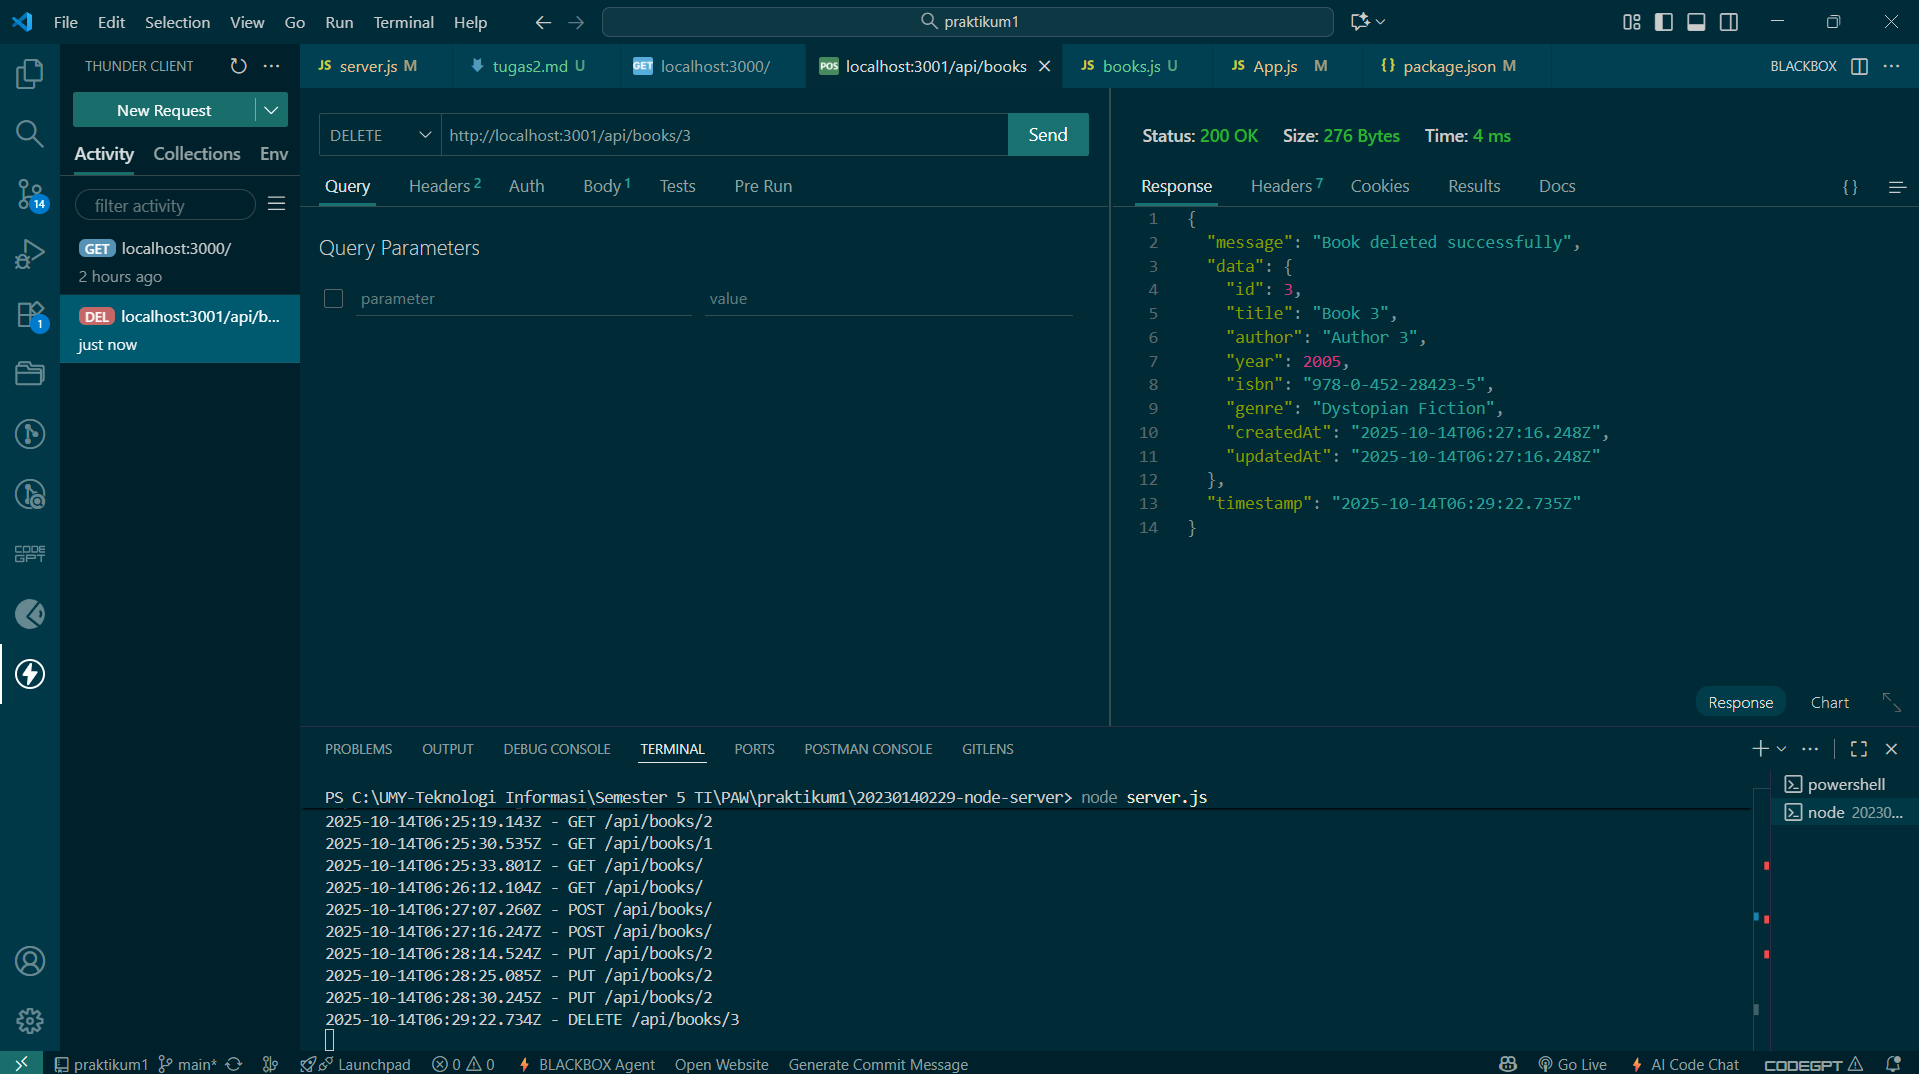 File Edit Selection View Go Run Terminal Help praktikum1
THUNDER CLIENT
JS server.js M
tugas2.md U
GET localhost:3000/
POS localhost:3001/api/books
JS books.js U
JS App.js M
{} package.json M
BLACKBOX
New Request
Activity Collections Env
filter activity
GET localhost:3000/
2 hours ago
DEL localhost:3001/api/b...
just now
14
1
CODE
GPT
DELETE http://localhost:3001/api/books/3 Send
Query Headers 2 Auth Body 1 Tests Pre Run
Query Parameters
parameter value
Status: 200 OK Size: 276 Bytes Time: 4 ms
Response Headers 7 Cookies Results Docs {}
1 {
2 "message": "Book deleted successfully",
3 "data": {
4 "id": 3,
5 "title": "Book 3",
6 "author": "Author 3",
7 "year": 2005,
8 "isbn": "978-0-452-28423-5",
9 "genre": "Dystopian Fiction",
10 "createdAt": "2025-10-14T06:27:16.248Z",
11 "updatedAt": "2025-10-14T06:27:16.248Z"
12 },
13 "timestamp": "2025-10-14T06:29:22.735Z"
14 }
Response Chart
PROBLEMS OUTPUT DEBUG CONSOLE TERMINAL PORTS POSTMAN CONSOLE GITLENS
PS C:\UMY-Teknologi Informasi\Semester 5 TI\PAW\praktikum1\20230140229-node-server> node server.js
2025-10-14T06:25:19.143Z - GET /api/books/2
2025-10-14T06:25:30.535Z - GET /api/books/1
2025-10-14T06:25:33.801Z - GET /api/books/
2025-10-14T06:26:12.104Z - GET /api/books/
2025-10-14T06:27:07.260Z - POST /api/books/
2025-10-14T06:27:16.247Z - POST /api/books/
2025-10-14T06:28:14.524Z - PUT /api/books/2
2025-10-14T06:28:25.085Z - PUT /api/books/2
2025-10-14T06:28:30.245Z - PUT /api/books/2
2025-10-14T06:29:22.734Z - DELETE /api/books/3
powershell
node 20230...
praktikum1 main* Launchpad 0 0 BLACKBOX Agent Open Website Generate Commit Message Go Live AI Code Chat CODEGPT